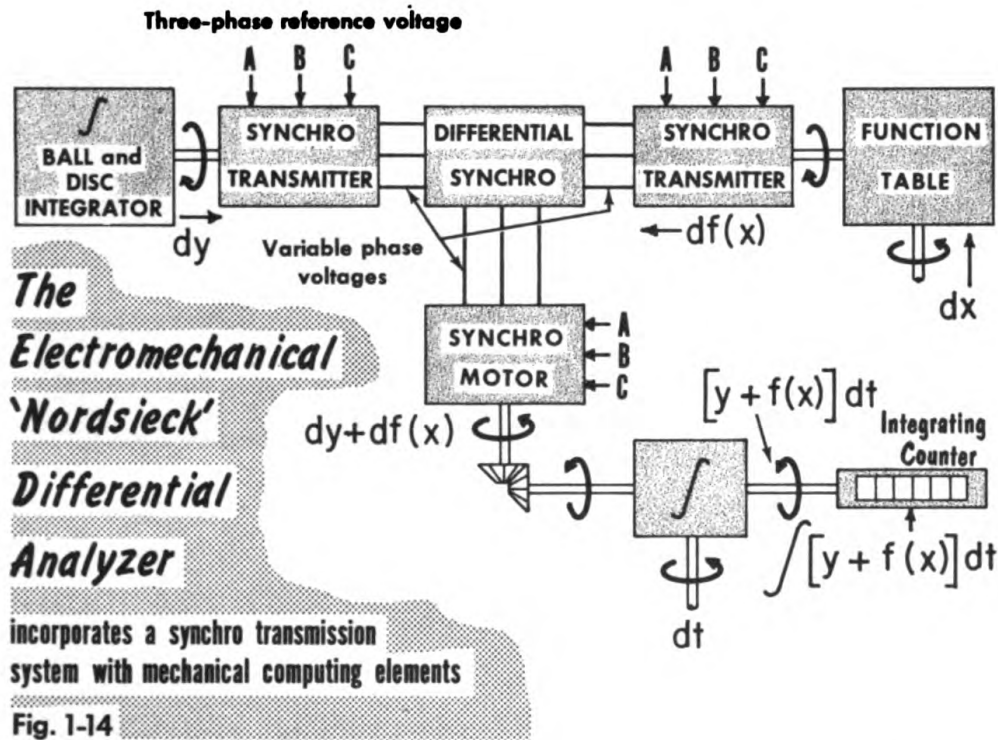 Three-phase reference voltage
A B C
A B C
∫
BALL and
DISC
INTEGRATOR
SYNCHRO
TRANSMITTER
DIFFERENTIAL
SYNCHRO
SYNCHRO
TRANSMITTER
FUNCTION
TABLE
dy
Variable phase
voltages
df(x)
dx
SYNCHRO
MOTOR
A
B
C
dy+df(x)
∫
dt
[y + f(x)] dt
Integrating
Counter
∫[y + f(x)] dt
The
Electromechanical
'Nordsieck'
Differential
Analyzer
incorporates a synchro transmission
system with mechanical computing elements
Fig. 1-14